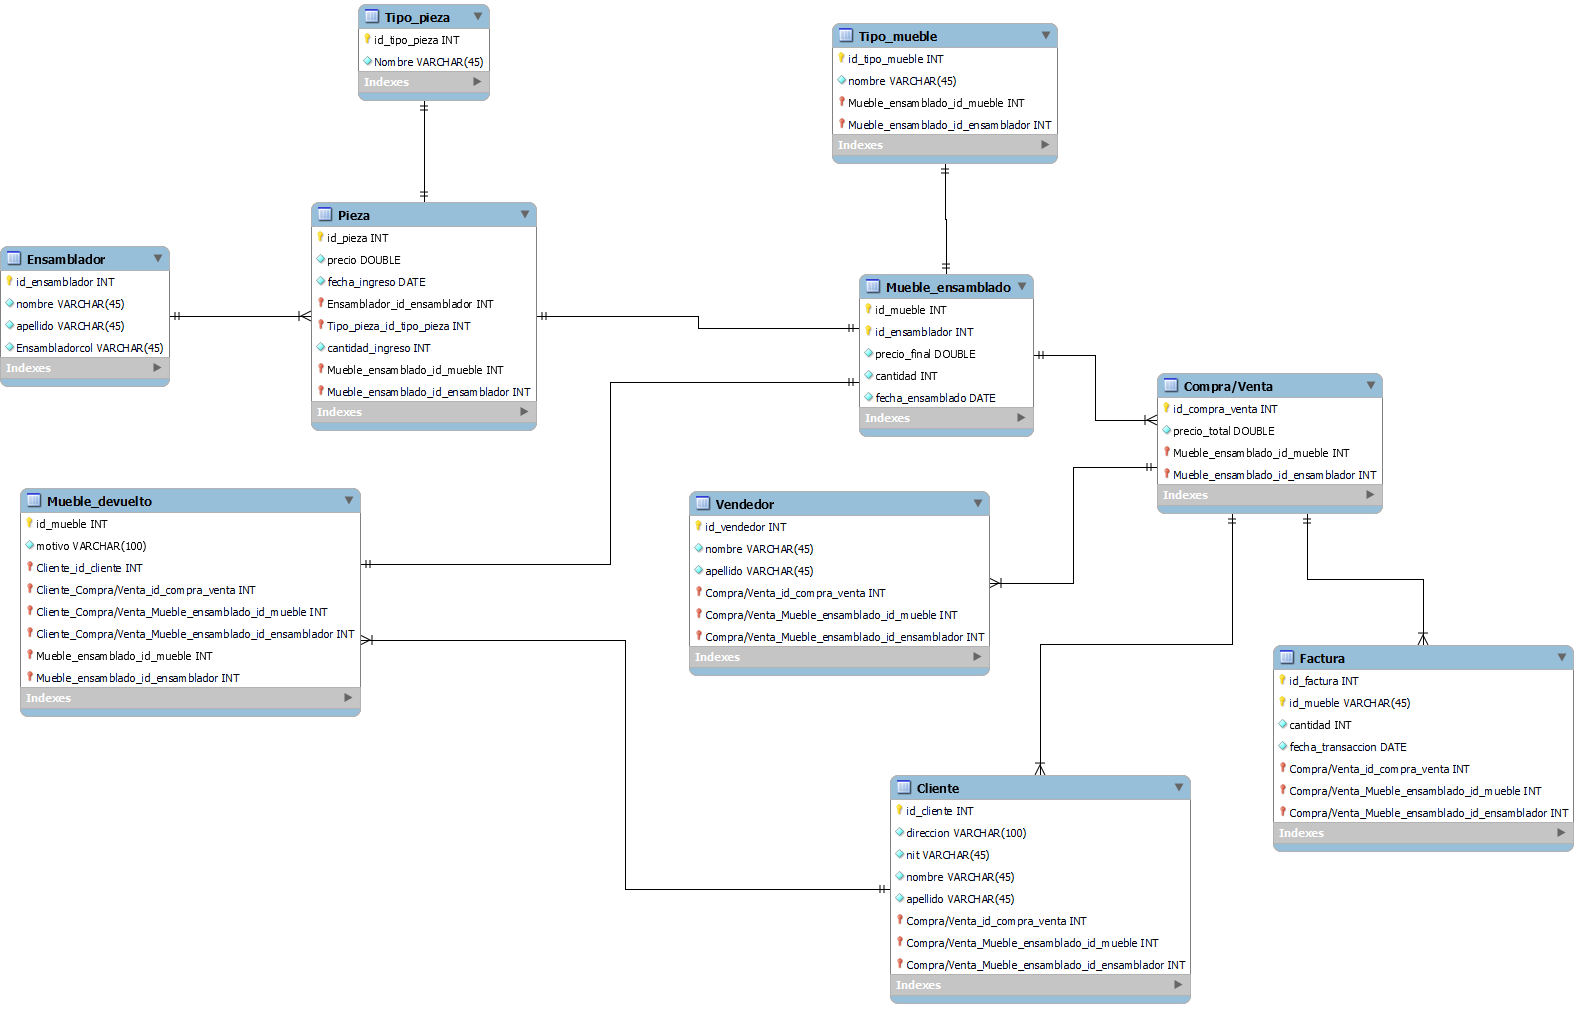 Tipo_pieza
id_tipo_pieza INT
Nombre VARCHAR(45)
Indexes
Tipo_mueble
id_tipo_mueble INT
nombre VARCHAR(45)
Mueble_ensamblado_id_mueble INT
Mueble_ensamblado_id_ensamblador INT
Indexes
Pieza
id_pieza INT
precio DOUBLE
fecha_ingreso DATE
Ensamblador_id_ensamblador INT
Tipo_pieza_id_tipo_pieza INT
cantidad_ingreso INT
Mueble_ensamblado_id_mueble INT
Mueble_ensamblado_id_ensamblador INT
Indexes
Ensamblador
id_ensamblador INT
nombre VARCHAR(45)
apellido VARCHAR(45)
Ensambladorcol VARCHAR(45)
Indexes
Mueble_ensamblado
id_mueble INT
id_ensamblador INT
precio_final DOUBLE
cantidad INT
fecha_ensamblado DATE
Indexes
Compra/Venta
id_compra_venta INT
precio_total DOUBLE
Mueble_ensamblado_id_mueble INT
Mueble_ensamblado_id_ensamblador INT
Indexes
Mueble_devuelto
id_mueble INT
motivo VARCHAR(100)
Cliente_id_cliente INT
Cliente_Compra/Venta_id_compra_venta INT
Cliente_Compra/Venta_Mueble_ensamblado_id_mueble INT
Cliente_Compra/Venta_Mueble_ensamblado_id_ensamblador INT
Mueble_ensamblado_id_mueble INT
Mueble_ensamblado_id_ensamblador INT
Indexes
Vendedor
id_vendedor INT
nombre VARCHAR(45)
apellido VARCHAR(45)
Compra/Venta_id_compra_venta INT
Compra/Venta_Mueble_ensamblado_id_mueble INT
Compra/Venta_Mueble_ensamblado_id_ensamblador INT
Indexes
Factura
id_factura INT
id_mueble VARCHAR(45)
cantidad INT
fecha_transaccion DATE
Compra/Venta_id_compra_venta INT
Compra/Venta_Mueble_ensamblado_id_mueble INT
Compra/Venta_Mueble_ensamblado_id_ensamblador INT
Indexes
Cliente
id_cliente INT
direccion VARCHAR(100)
nit VARCHAR(45)
nombre VARCHAR(45)
apellido VARCHAR(45)
Compra/Venta_id_compra_venta INT
Compra/Venta_Mueble_ensamblado_id_mueble INT
Compra/Venta_Mueble_ensamblado_id_ensamblador INT
Indexes